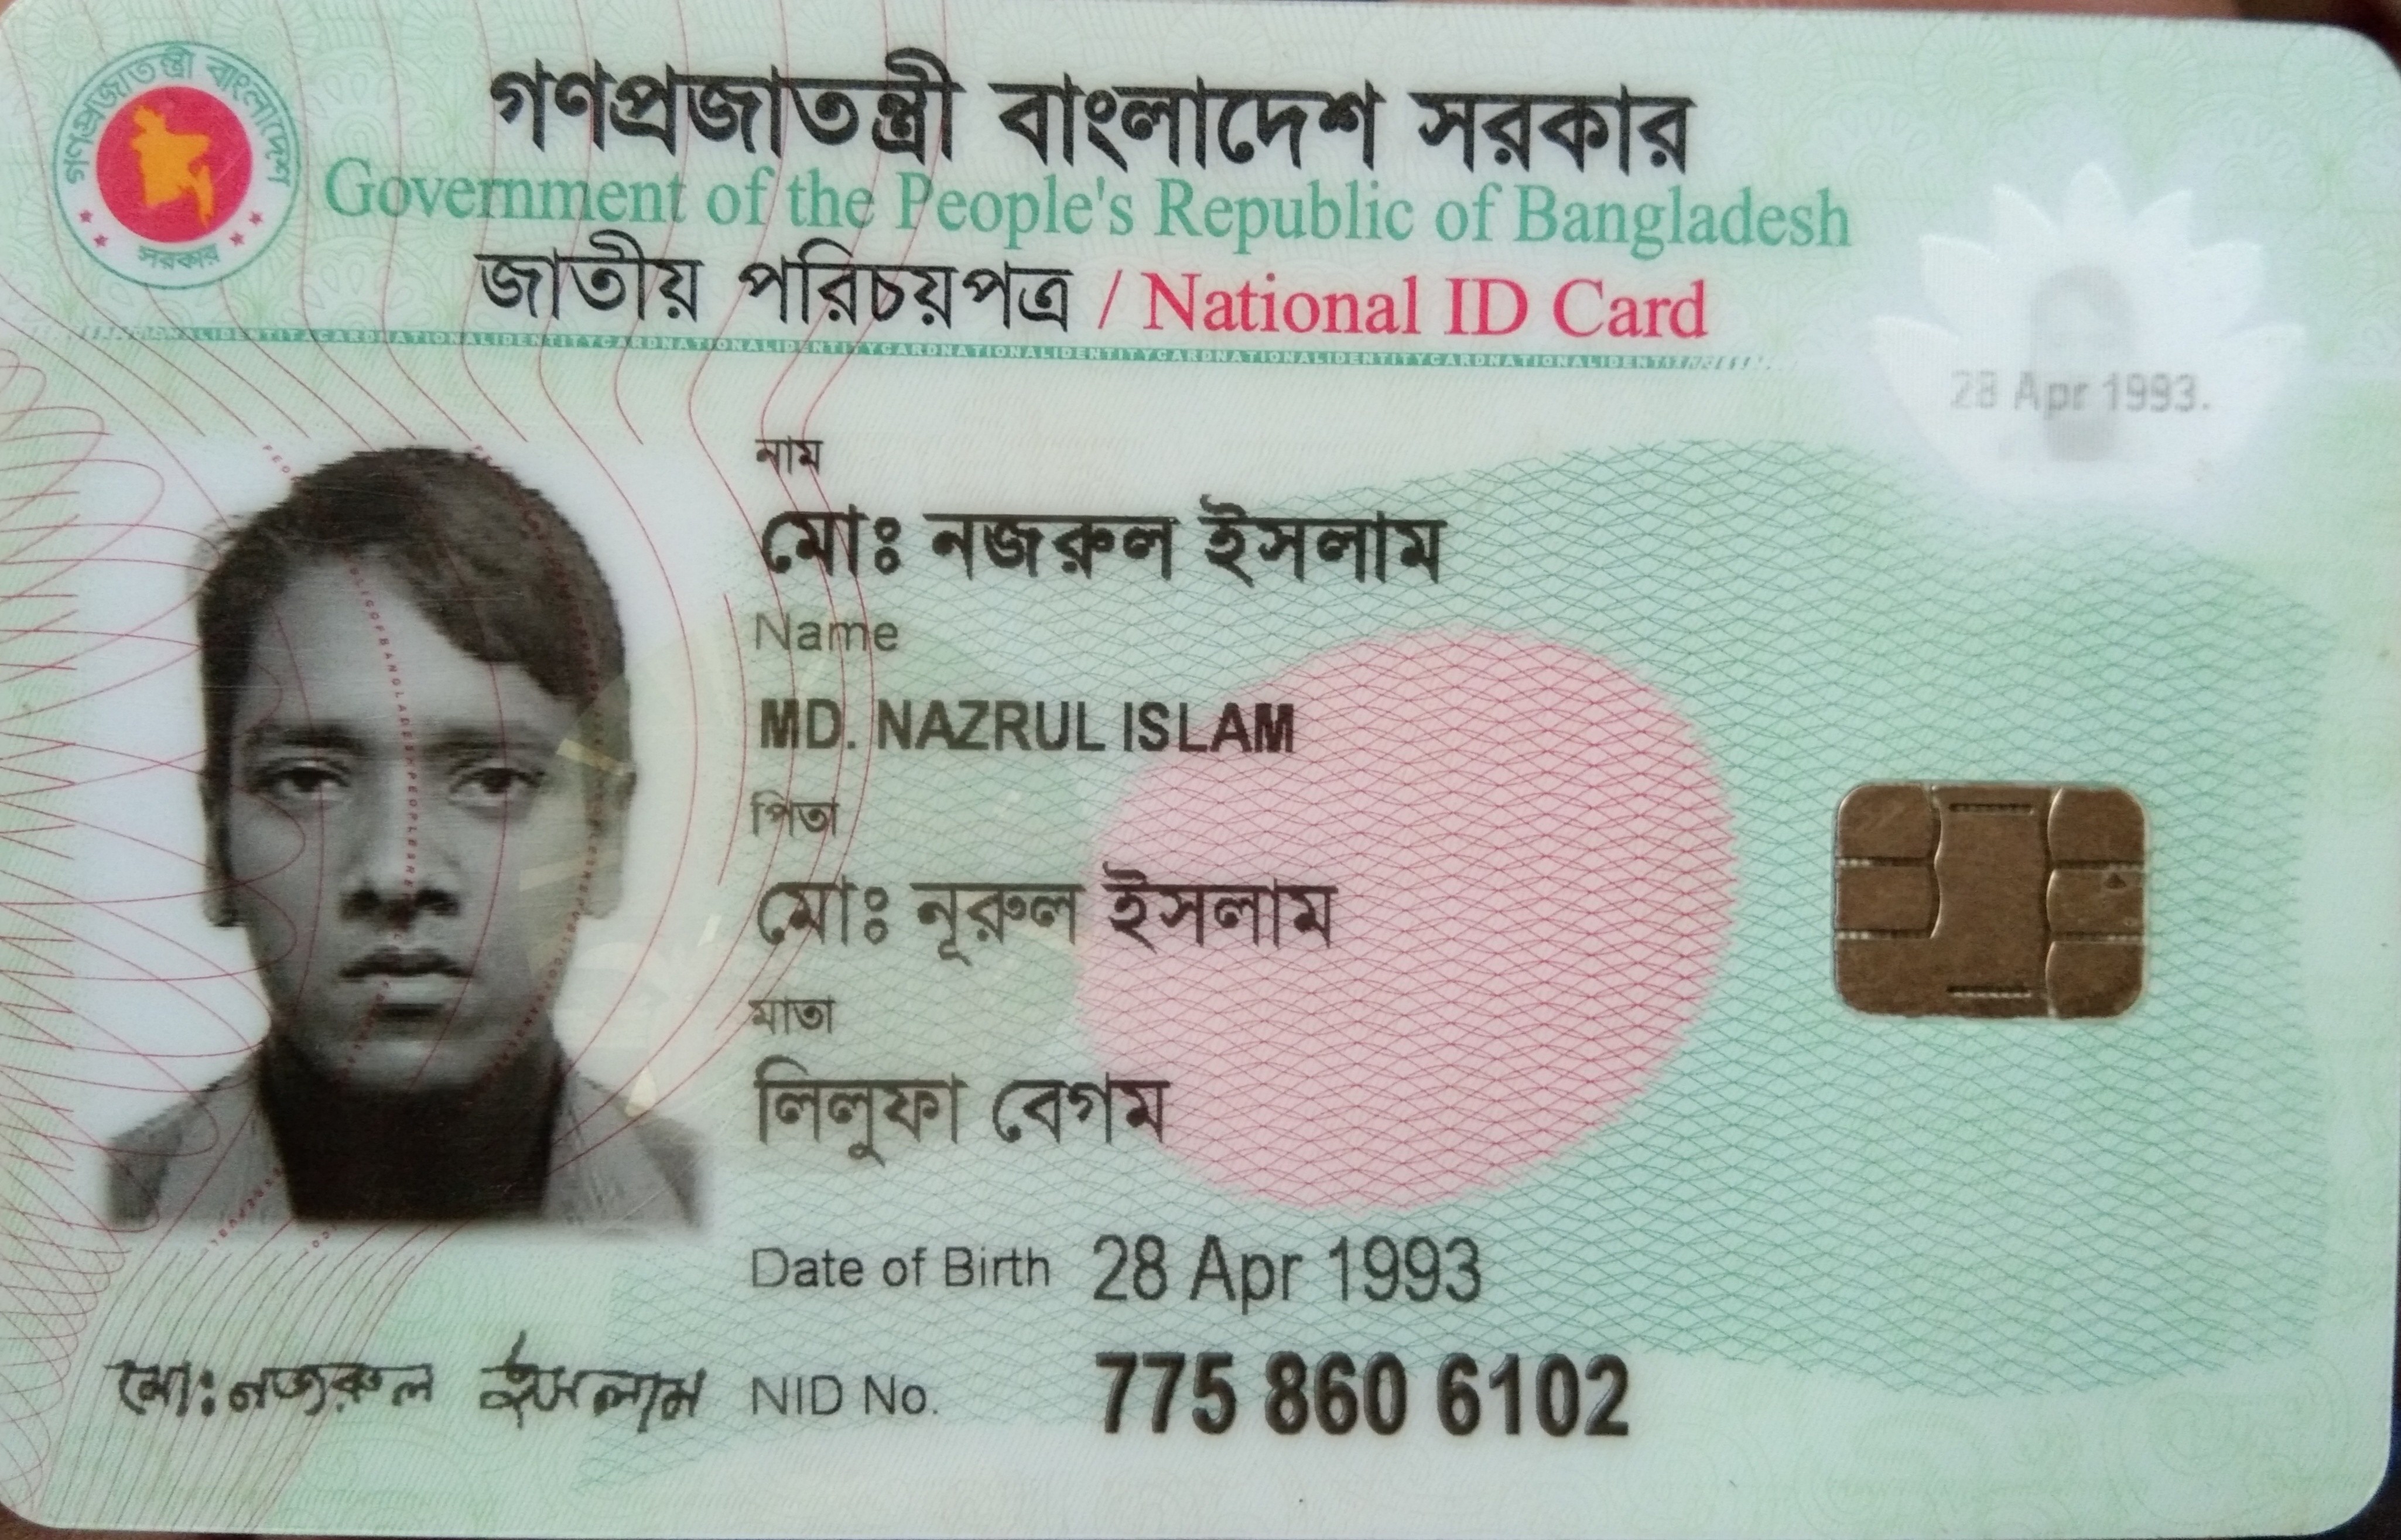 গণপ্রজাতন্ত্রী বাংলাদেশ সরকার
গণপ্রজাতন্ত্রী বাংলাদেশ সরকার
Government of the People's Republic of Bangladesh
জাতীয় পরিচয়পত্র / National ID Card
NATIONALIDENTITYCARDNATIONALIDENTITYCARDNATIONALIDENTITYCARDNATIONALIDENTITYCARDNATIONALIDENTITY
28 Apr 1993.
নাম
মোঃ নজরুল ইসলাম
Name
MD. NAZRUL ISLAM
পিতা
মোঃ নূরুল ইসলাম
মাতা
লিলুফা বেগম
Date of Birth 28 Apr 1993
মোঃ নজরুল ইসলাম
NID No. 775 860 6102